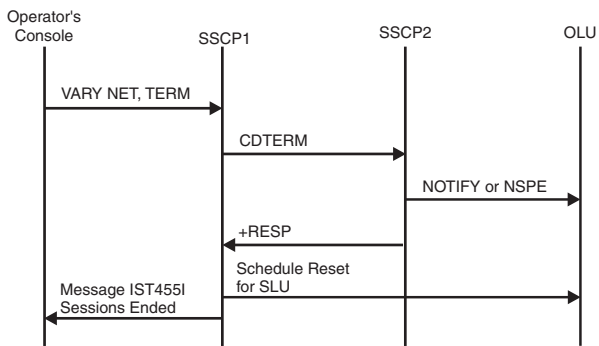 Operator's
Console
SSCP1
SSCP2
OLU
VARY NET, TERM
CDTERM
NOTIFY or NSPE
+RESP
Schedule Reset
for SLU
Message IST455I
Sessions Ended